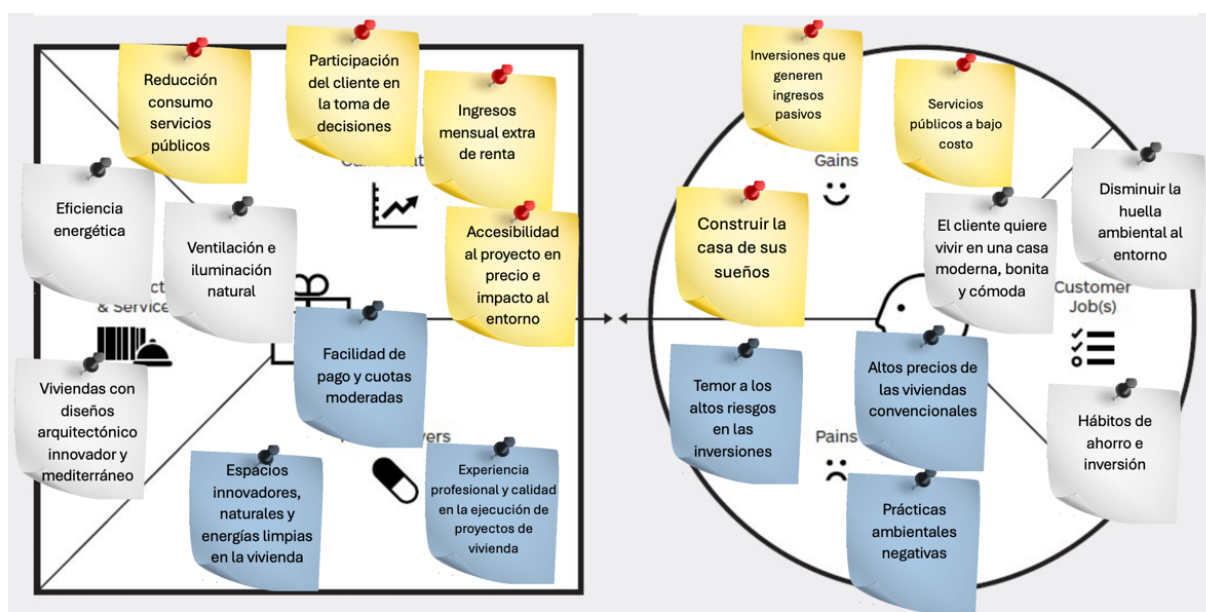 Reducción
consumo
servicios
públicos
Participación
del cliente en
la toma de
decisiones
Ingresos
mensual extra
de renta
Eficiencia
energética
Ventilación e
iluminación
natural
Accesibilidad
al proyecto en
precio e
impacto al
entorno
& Service
Facilidad de
pago y cuotas
moderadas
Viviendas con
diseños
arquitectónico
innovador y
mediterráneo
Espacios
innovadores,
naturales y
energías limpias
en la vivienda
Experiencia
profesional y calidad
en la ejecución de
proyectos de
vivienda
Inversiones que
generen
ingresos
pasivos
Servicios
públicos a bajo
costo
Gains
Disminuir la
huella
ambiental al
entorno
Construir la
casa de sus
sueños
El cliente quiere
vivir en una casa
moderna, bonita
y cómoda
Customer
Job(s)
Temor a los
altos riesgos
en las
inversiones
Altos precios de
las viviendas
convencionales
Hábitos de
ahorro e
inversión
Pains
Prácticas
ambientales
negativas